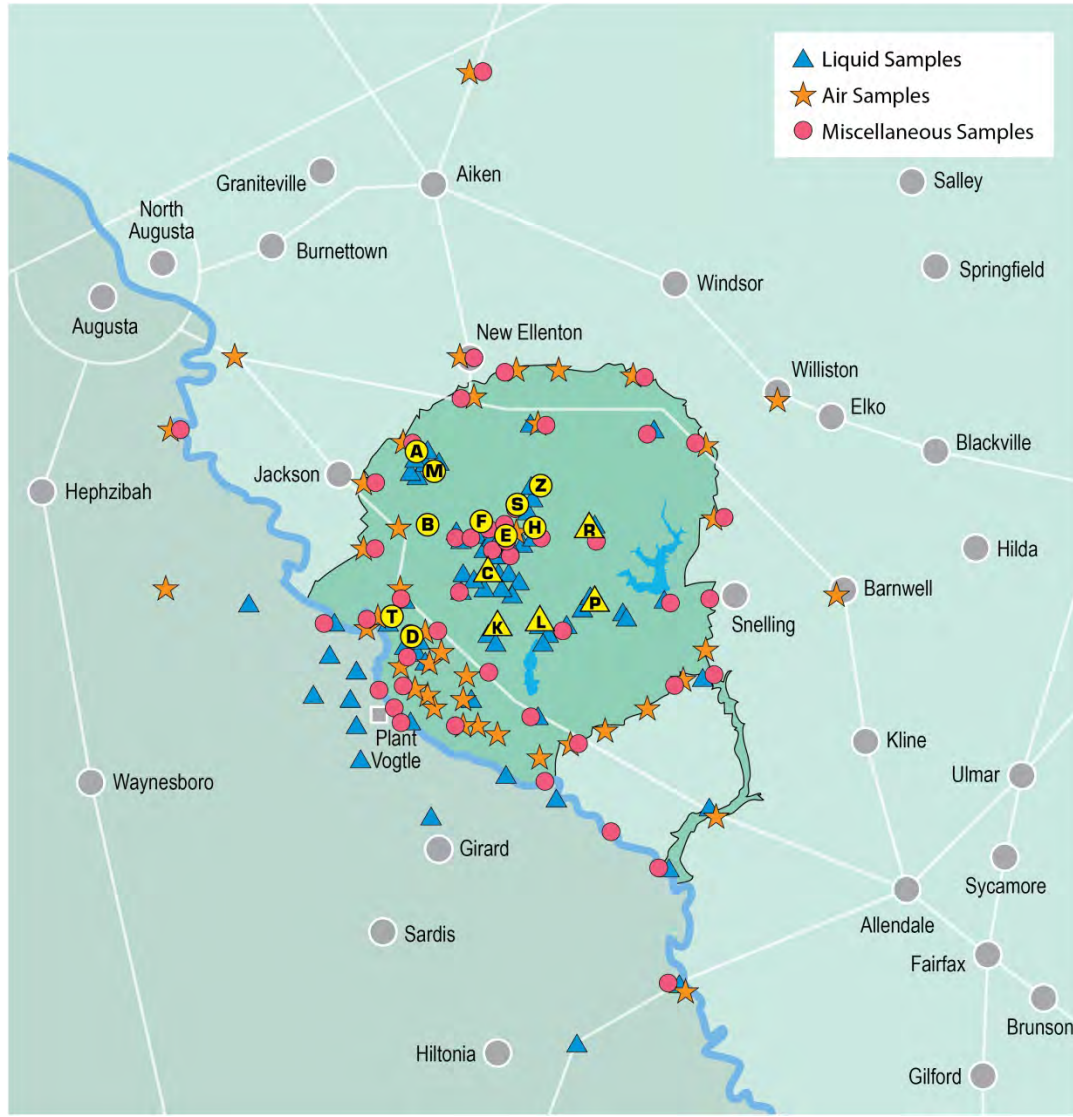 Liquid Samples
Air Samples
Miscellaneous Samples
Graniteville
Aiken
Salley
North
Augusta
Burnettown
Springfield
Windsor
Augusta
New Ellenton
Williston
Elko
Blackville
Jackson
Hephzibah
A
M
Z
S
B
F
E
H
R
Hilda
C
Barnwell
P
Snelling
T
D
K
L
Plant
Vogtle
Kline
Ulmar
Waynesboro
Girard
Sycamore
Allendale
Sardis
Fairfax
Brunson
Hiltonia
Gilford